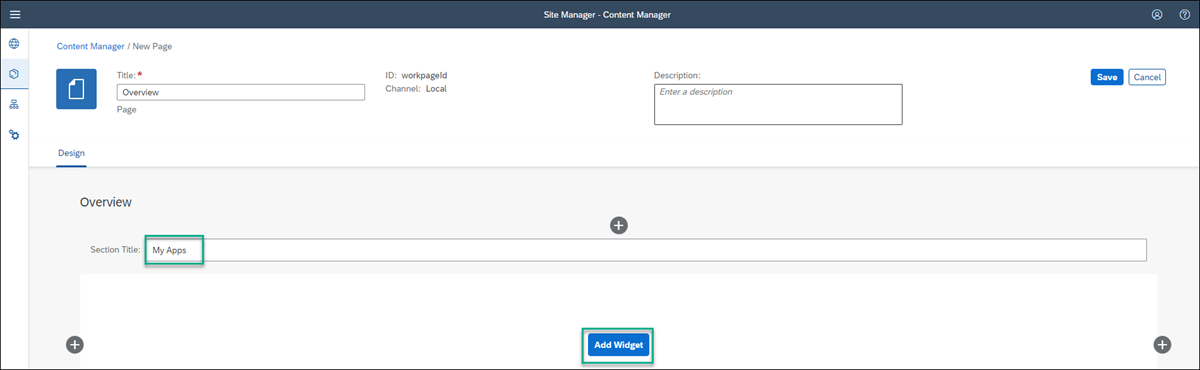 Site Manager - Content Manager
Content Manager / New Page
Title:*
Overview
Page
ID: workpageId
Channel: Local
Description:
Enter a description
Save
Cancel
Design
Overview
Section Title: My Apps
Add Widget